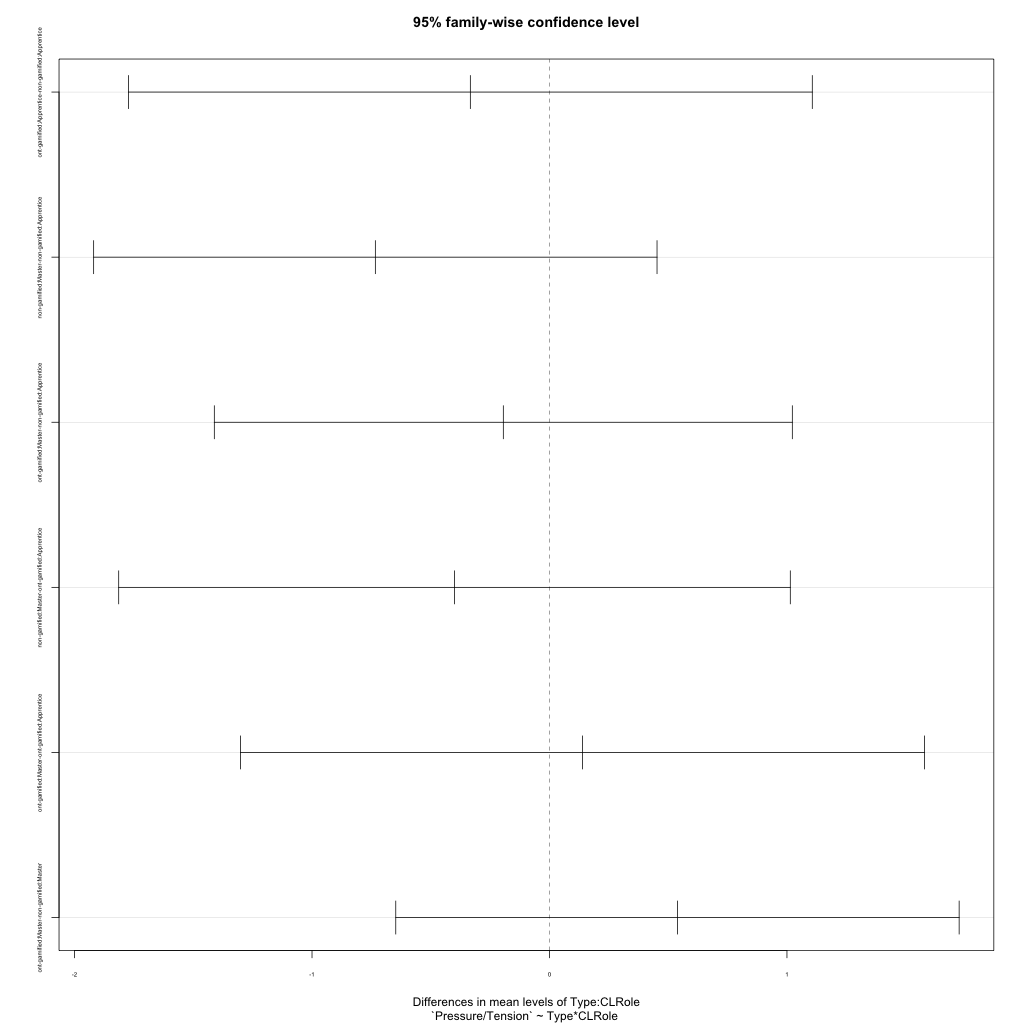 95% family-wise confidence level
ont-gamified:Apprentice-non-gamified:Apprentice
non-gamified:Master-non-gamified:Apprentice
ont-gamified:Master-non-gamified:Apprentice
non-gamified:Master-ont-gamified:Apprentice
ont-gamified:Master-ont-gamified:Apprentice
ont-gamified:Master-non-gamified:Master
-2 -1 0 1
Differences in mean levels of Type:CLRole
`Pressure/Tension` ~ Type*CLRole